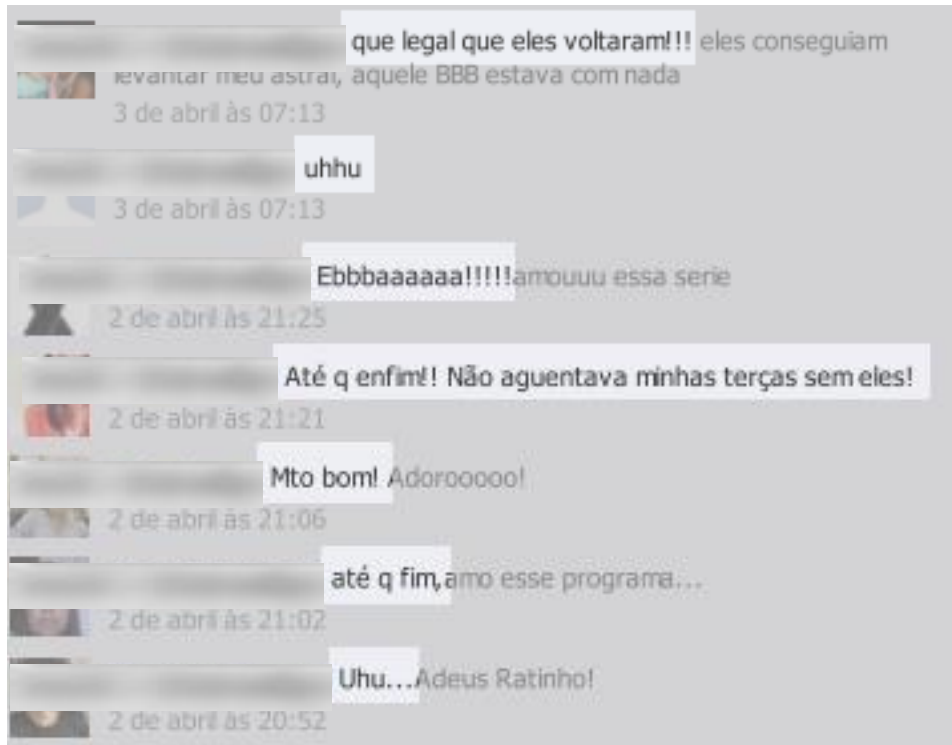 que legal que eles voltaram!!! eles conseguiam
levantar meu astral, aquele BBB estava com nada
3 de abril às 07:13
uhhu
3 de abril às 07:13
Ebbbaaaaaa!!!!!amouuu essa serie
2 de abril às 21:25
Até q enfim!! Não aguentava minhas terças sem eles!
2 de abril às 21:21
Mto bom! Adorooooo!
2 de abril às 21:06
até q fim,amo esse programa...
2 de abril às 21:02
Uhu...Adeus Ratinho!
2 de abril às 20:52